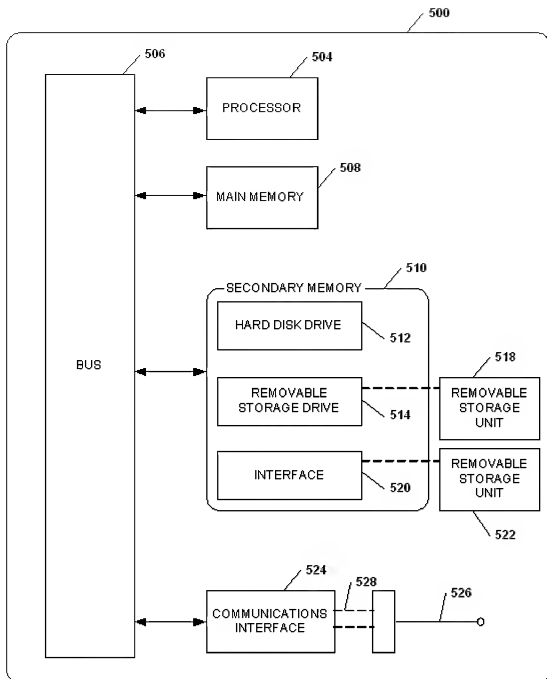 500
506
504
PROCESSOR
508
MAIN MEMORY
510
SECONDARY MEMORY
HARD DISK DRIVE
512
BUS
518
REMOVABLE
STORAGE DRIVE
514
REMOVABLE
STORAGE
UNIT
INTERFACE
520
REMOVABLE
STORAGE
UNIT
522
524
528
526
COMMUNICATIONS
INTERFACE